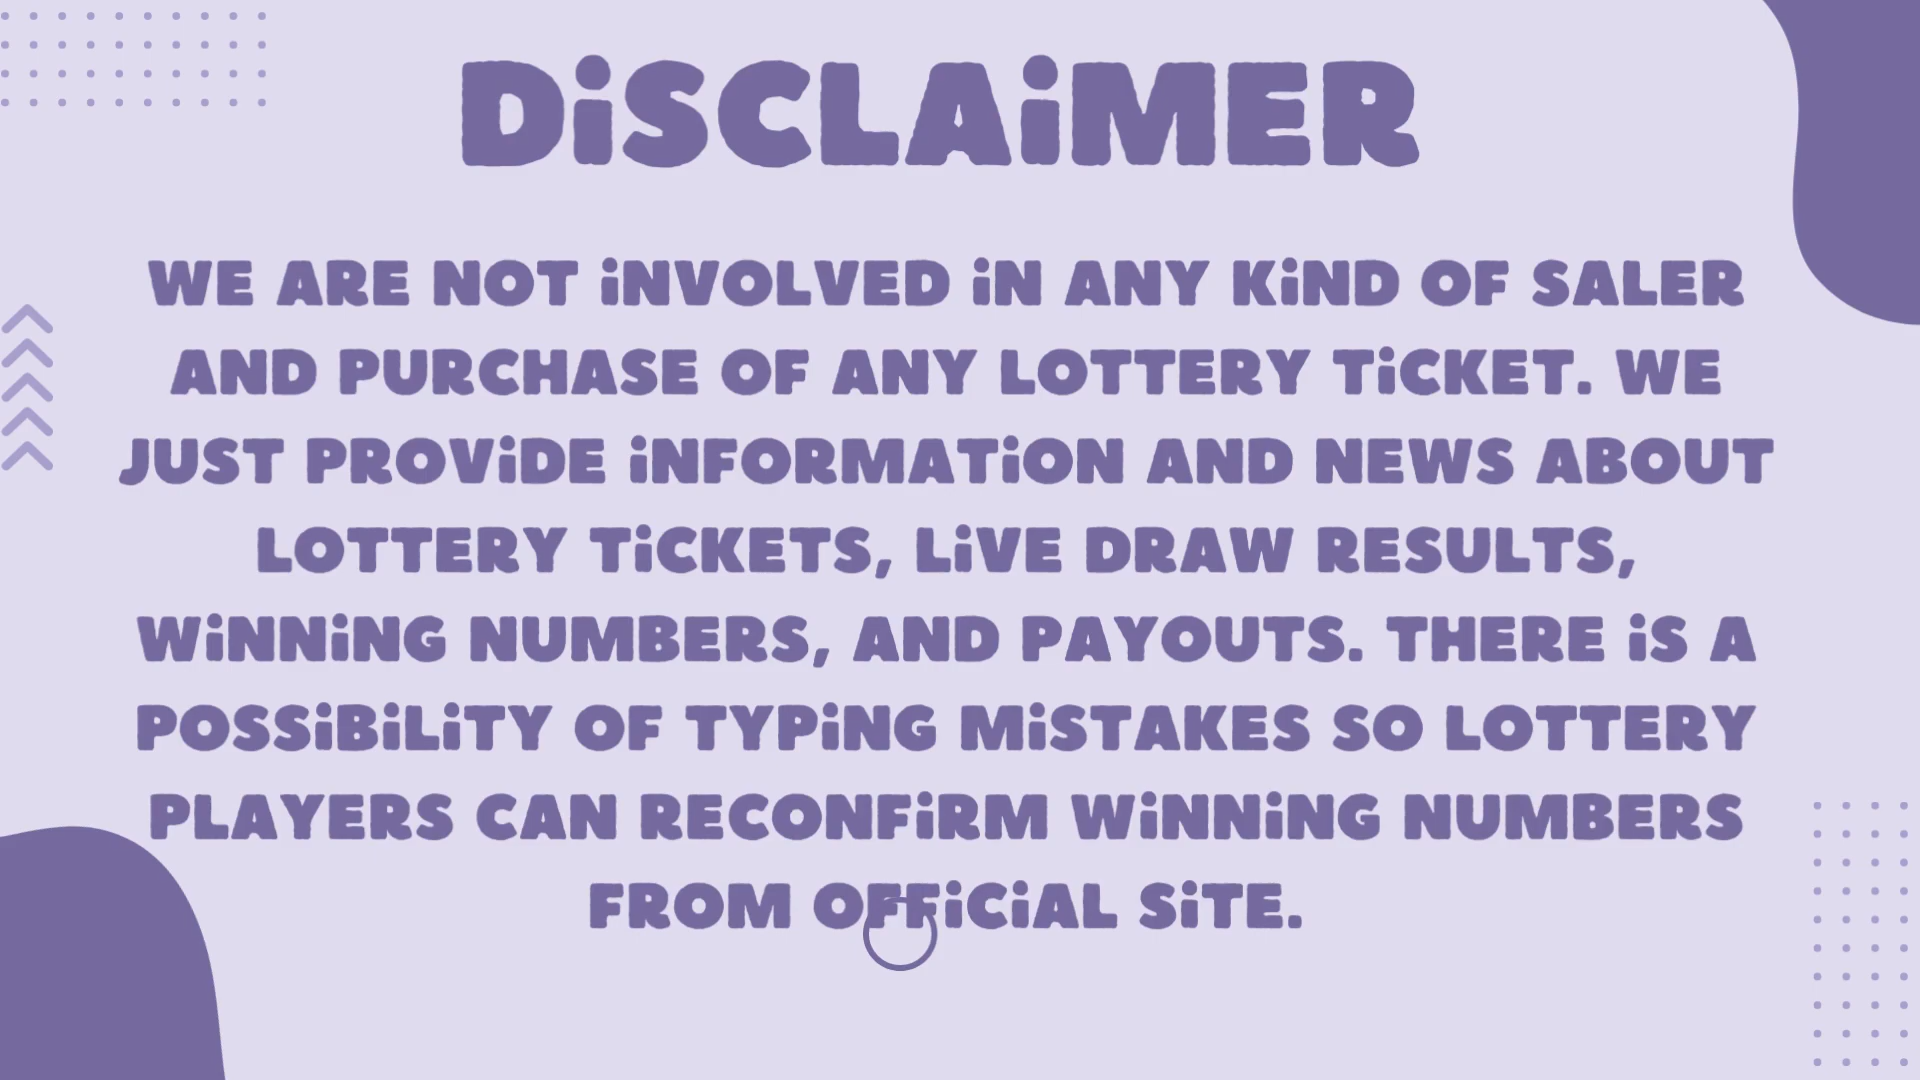 DiSCLAiMER
WE ARE NOT iNVOLVED iN ANY KiND OF SALER
AND PURCHASE OF ANY LOTTERY TiCKET. WE
JUST PROViDE iNFORMATiON AND NEWS ABOUT
LOTTERY TiCKETS, LiVE DRAW RESULTS,
WiNNiNG NUMBERS, AND PAYOUTS. THERE iS A
POSSiBiLiTY OF TYPiNG MiSTAKES SO LOTTERY
PLAYERS CAN RECONFiRM WiNNiNG NUMBERS
FROM OFFiCiAL SiTE.